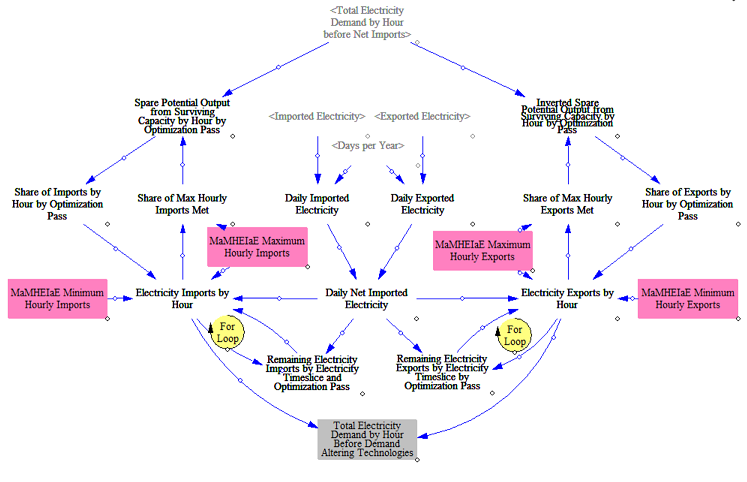 <Total Electricity
Demand by Hour
before Net Imports>
Spare Potential Output
from Surviving
Capacity by Hour by
Optimization Pass
<Imported Electricity>
<Exported Electricity>
Inverted Spare
Potential Output from
Surviving Capacity by
Hour by Optimization
Pass
<Days per Year>
Share of Imports by
Hour by Optimization
Pass
Share of Max Hourly
Imports Met
Daily Imported
Electricity
Daily Exported
Electricity
Share of Max Hourly
Exports Met
Share of Exports by
Hour by Optimization
Pass
MaMHEIaE Maximum
Hourly Imports
MaMHEIaE Maximum
Hourly Exports
MaMHEIaE Minimum
Hourly Imports
Electricity Imports by
Hour
Daily Net Imported
Electricity
Electricity Exports by
Hour
MaMHEIaE Minimum
Hourly Exports
For
Loop
For
Loop
Remaining Electricity
Imports by Electricity
Timeslice and
Optimization Pass
Remaining Electricity
Exports by Electricity
Timeslice by
Optimization Pass
Total Electricity
Demand by Hour
Before Demand
Altering Technologies